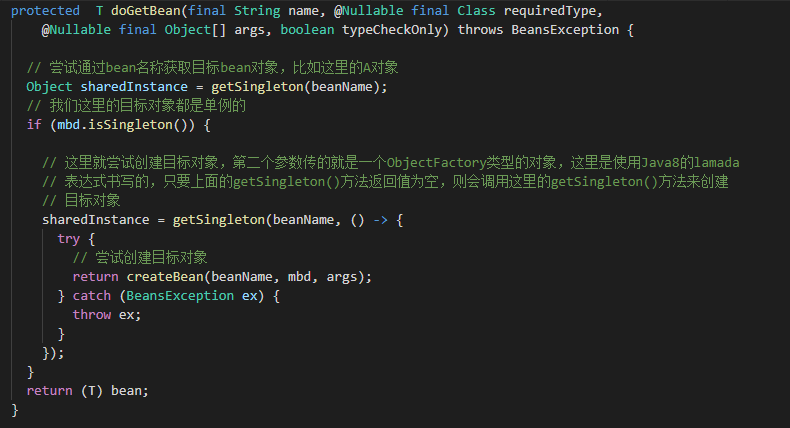 protected  T doGetBean(final String name, @Nullable final Class requiredType,
    @Nullable final Object[] args, boolean typeCheckOnly) throws BeansException {
  // 尝试通过bean名称获取目标bean对象，比如这里的A对象
  Object sharedInstance = getSingleton(beanName);
  // 我们这里的目标对象都是单例的
  if (mbd.isSingleton()) {
    // 这里就尝试创建目标对象，第二个参数传的就是一个ObjectFactory类型的对象，这里是使用Java8的lamada
    // 表达式书写的，只要上面的getSingleton()方法返回值为空，则会调用这里的getSingleton()方法来创建
    // 目标对象
    sharedInstance = getSingleton(beanName, () -> {
      try {
        // 尝试创建目标对象
        return createBean(beanName, mbd, args);
      } catch (BeansException ex) {
        throw ex;
      }
    });
  }
  return (T) bean;
}